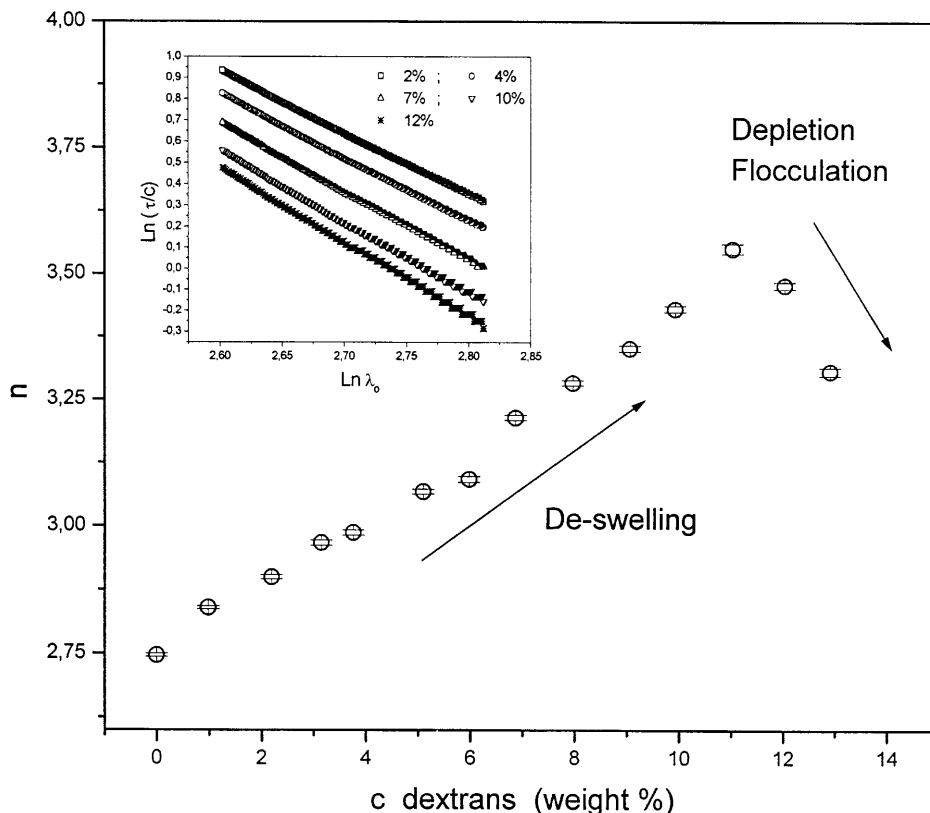 4,00
3,75
3,50
3,25
3,00
2,75
n
0 2 4 6 8 10 12 14
c dextrans (weight %)
1,0
0,9
0,8
0,7
0,6
0,5
0,4
0,3
0,2
0,1
0,0
-0,1
-0,2
-0,3
Ln (τ/c)
2,60 2,65 2,70 2,75 2,80 2,85
Ln λo
2% ; 4%
7% ; 10%
12%
Depletion
Flocculation
De-swelling